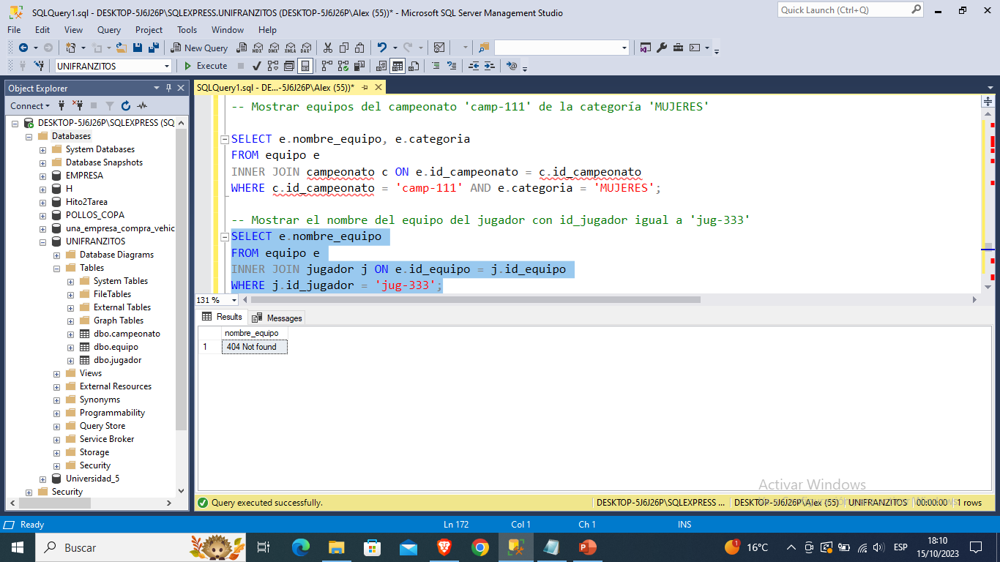 SQLQuery1.sql - DESKTOP-5J6J26P\SQLEXPRESS.UNIFRANZITOS (DESKTOP-5J6J26P\Alex (55))* - Microsoft SQL Server Management Studio
Quick Launch (Ctrl+Q)
File Edit View Query Project Tools Window Help
New Query MDX DMX XMLA DAX
UNIFRANZITOS Execute
Object Explorer
Connect
DESKTOP-5J6J26P\SQLEXPRESS (SQ
Databases
System Databases
Database Snapshots
EMPRESA
H
Hito2Tarea
POLLOS_COPA
una_empresa_compra_vehic
UNIFRANZITOS
Database Diagrams
Tables
System Tables
FileTables
External Tables
Graph Tables
dbo.campeonato
dbo.equipo
dbo.jugador
Views
External Resources
Synonyms
Programmability
Query Store
Service Broker
Storage
Security
Universidad_5
Security
SQLQuery1.sql - DE...-5J6J26P\Alex (55))*
-- Mostrar equipos del campeonato 'camp-111' de la categoría 'MUJERES'
SELECT e.nombre_equipo, e.categoria
FROM equipo e
INNER JOIN campeonato c ON e.id_campeonato = c.id_campeonato
WHERE c.id_campeonato = 'camp-111' AND e.categoria = 'MUJERES';
-- Mostrar el nombre del equipo del jugador con id_jugador igual a 'jug-333'
SELECT e.nombre_equipo
FROM equipo e
INNER JOIN jugador j ON e.id_equipo = j.id_equipo
WHERE j.id_jugador = 'jug-333';
131 %
Results Messages
nombre_equipo
1 404 Not found
Activar Windows
Query executed successfully. DESKTOP-5J6J26P\SQLEXPRESS ... DESKTOP-5J6J26P\Alex (55) UNIFRANZITOS 00:00:00 1 rows
Ready Ln 172 Col 1 Ch 1 INS
Buscar
16°C
ESP
18:10
15/10/2023